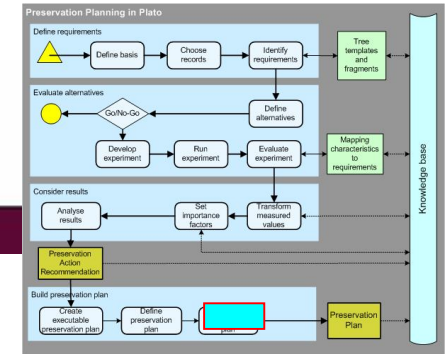 Preservation Planning in Plato
Define requirements
Define basis
Choose
records
Identify
requirements
Tree
templates
and
fragments
Evaluate alternatives
Go/No-Go
Define
alternatives
Develop
experiment
Run
experiment
Evaluate
experiment
Mapping
characteristics
to
requirements
Knowledge base
Consider results
Analyse
results
Set
importance
factors
Transform
measured
values
Preservation
Action
Recommendation
Build preservation plan
Create
executable
preservation plan
Define
preservation
plan
plan
Preservation
Plan